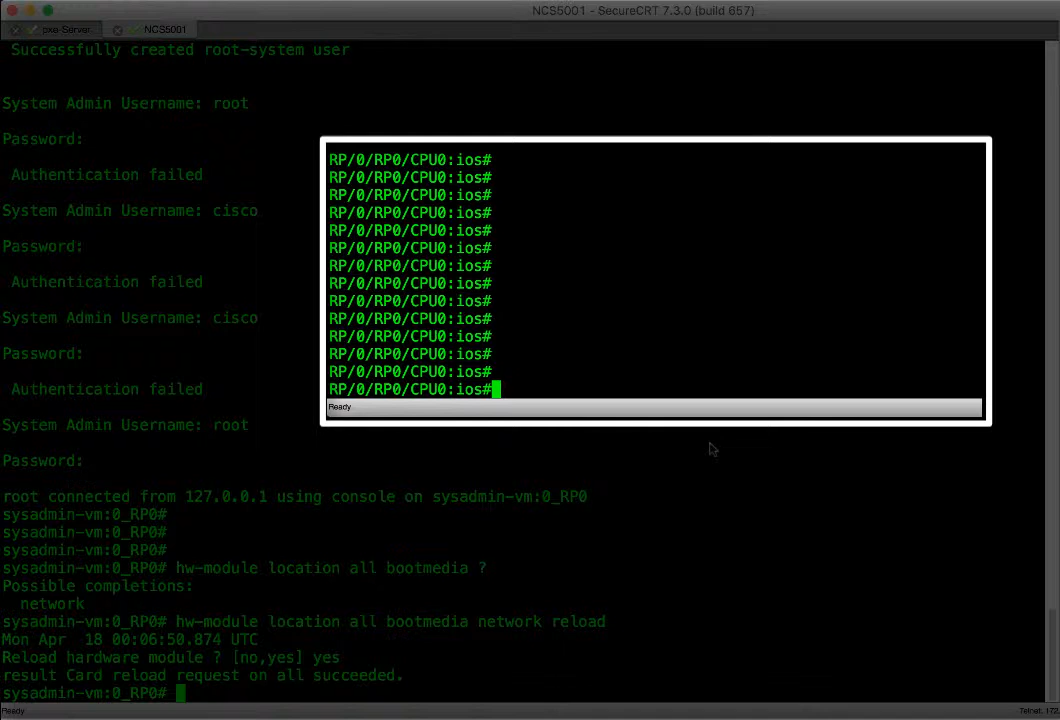 NCS5001 - SecureCRT 7.3.0 (build 657)
pxe-Server
NCS5001
Successfully created root-system user
System Admin Username: root
Password:
Authentication failed
System Admin Username: cisco
Password:
Authentication failed
System Admin Username: cisco
Password:
Authentication failed
System Admin Username: root
Password:
root connected from 127.0.0.1 using console on sysadmin-vm:0_RP0
sysadmin-vm:0_RP0#
sysadmin-vm:0_RP0#
sysadmin-vm:0_RP0#
sysadmin-vm:0_RP0# hw-module location all bootmedia ?
Possible completions:
network
sysadmin-vm:0_RP0# hw-module location all bootmedia network reload
Mon Apr  18 00:06:50.874 UTC
Reload hardware module ? [no,yes] yes
result Card reload request on all succeeded.
sysadmin-vm:0_RP0#
Ready
Telnet: 172
RP/0/RP0/CPU0:ios#
RP/0/RP0/CPU0:ios#
RP/0/RP0/CPU0:ios#
RP/0/RP0/CPU0:ios#
RP/0/RP0/CPU0:ios#
RP/0/RP0/CPU0:ios#
RP/0/RP0/CPU0:ios#
RP/0/RP0/CPU0:ios#
RP/0/RP0/CPU0:ios#
RP/0/RP0/CPU0:ios#
RP/0/RP0/CPU0:ios#
RP/0/RP0/CPU0:ios#
RP/0/RP0/CPU0:ios#
RP/0/RP0/CPU0:ios#
Ready